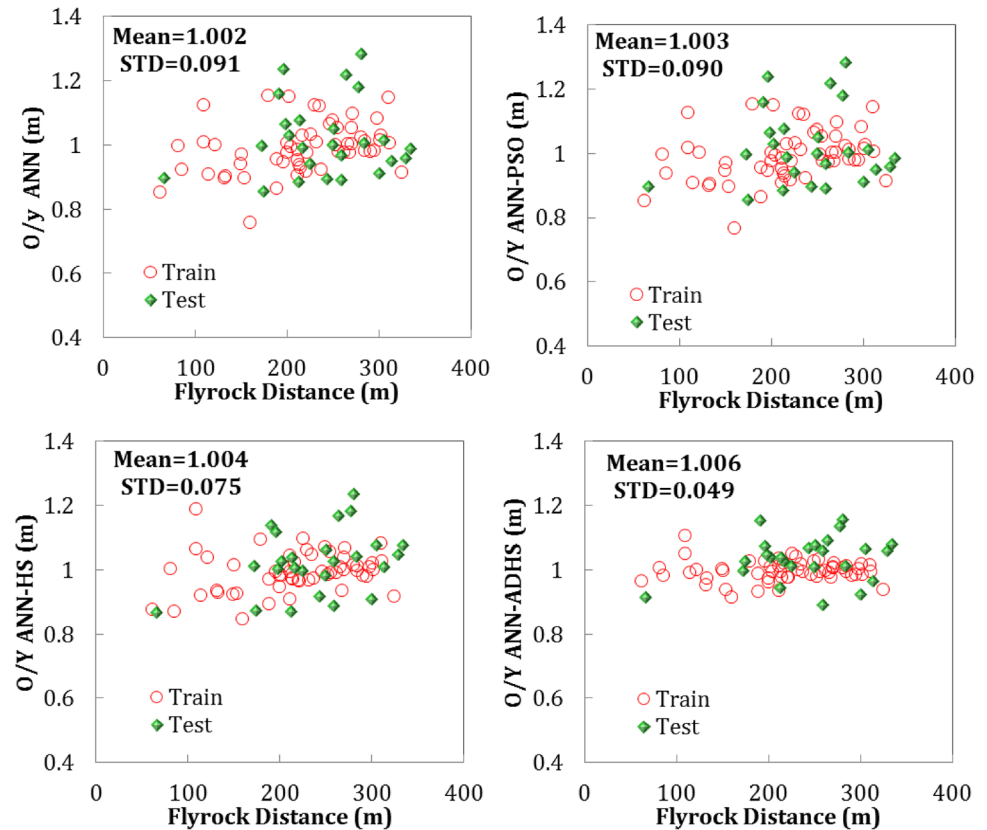 1.4
Mean=1.002
STD=0.091
1.2
1
0.8
0.6
0.4
O/y ANN (m)
Train
Test
0
100
200
300
400
Flyrock Distance (m)
1.4
Mean=1.003
STD=0.090
1.2
1
0.8
0.6
0.4
O/Y ANN-PSO (m)
Train
Test
0
100
200
300
400
Flyrock Distance (m)
1.4
Mean=1.004
STD=0.075
1.2
1
0.8
0.6
0.4
O/Y ANN-HS (m)
Train
Test
0
100
200
300
400
Flyrock Distance (m)
1.4
Mean=1.006
STD=0.049
1.2
1
0.8
0.6
0.4
O/Y ANN-ADHS (m)
Train
Test
0
100
200
300
400
Flyrock Distance (m)